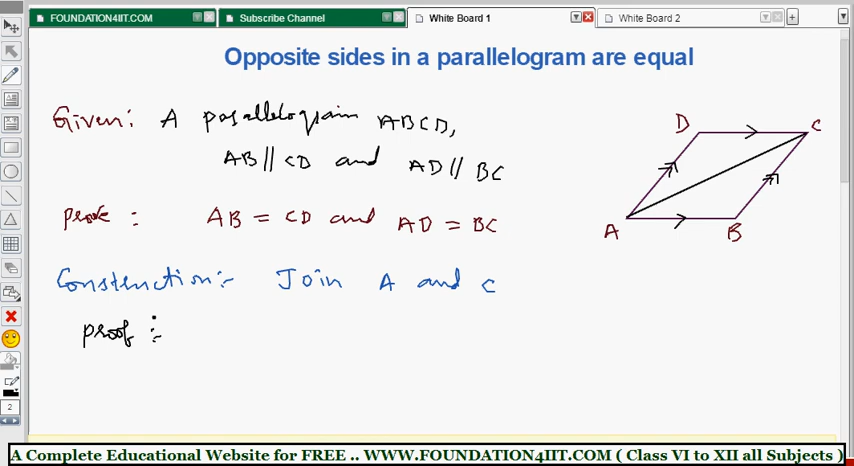 FOUNDATION4IIT.COM Subscribe Channel White Board 1 White Board 2
Opposite sides in a parallelogram are equal
Given: A parallelogram ABCD,
AB // CD and AD // BC
D C
A B
prove : AB = CD and AD = BC
Construction:- Join A and C
proof :-
2
A Complete Educational Website for FREE .. WWW.FOUNDATION4IIT.COM ( Class VI to XII all Subjects )